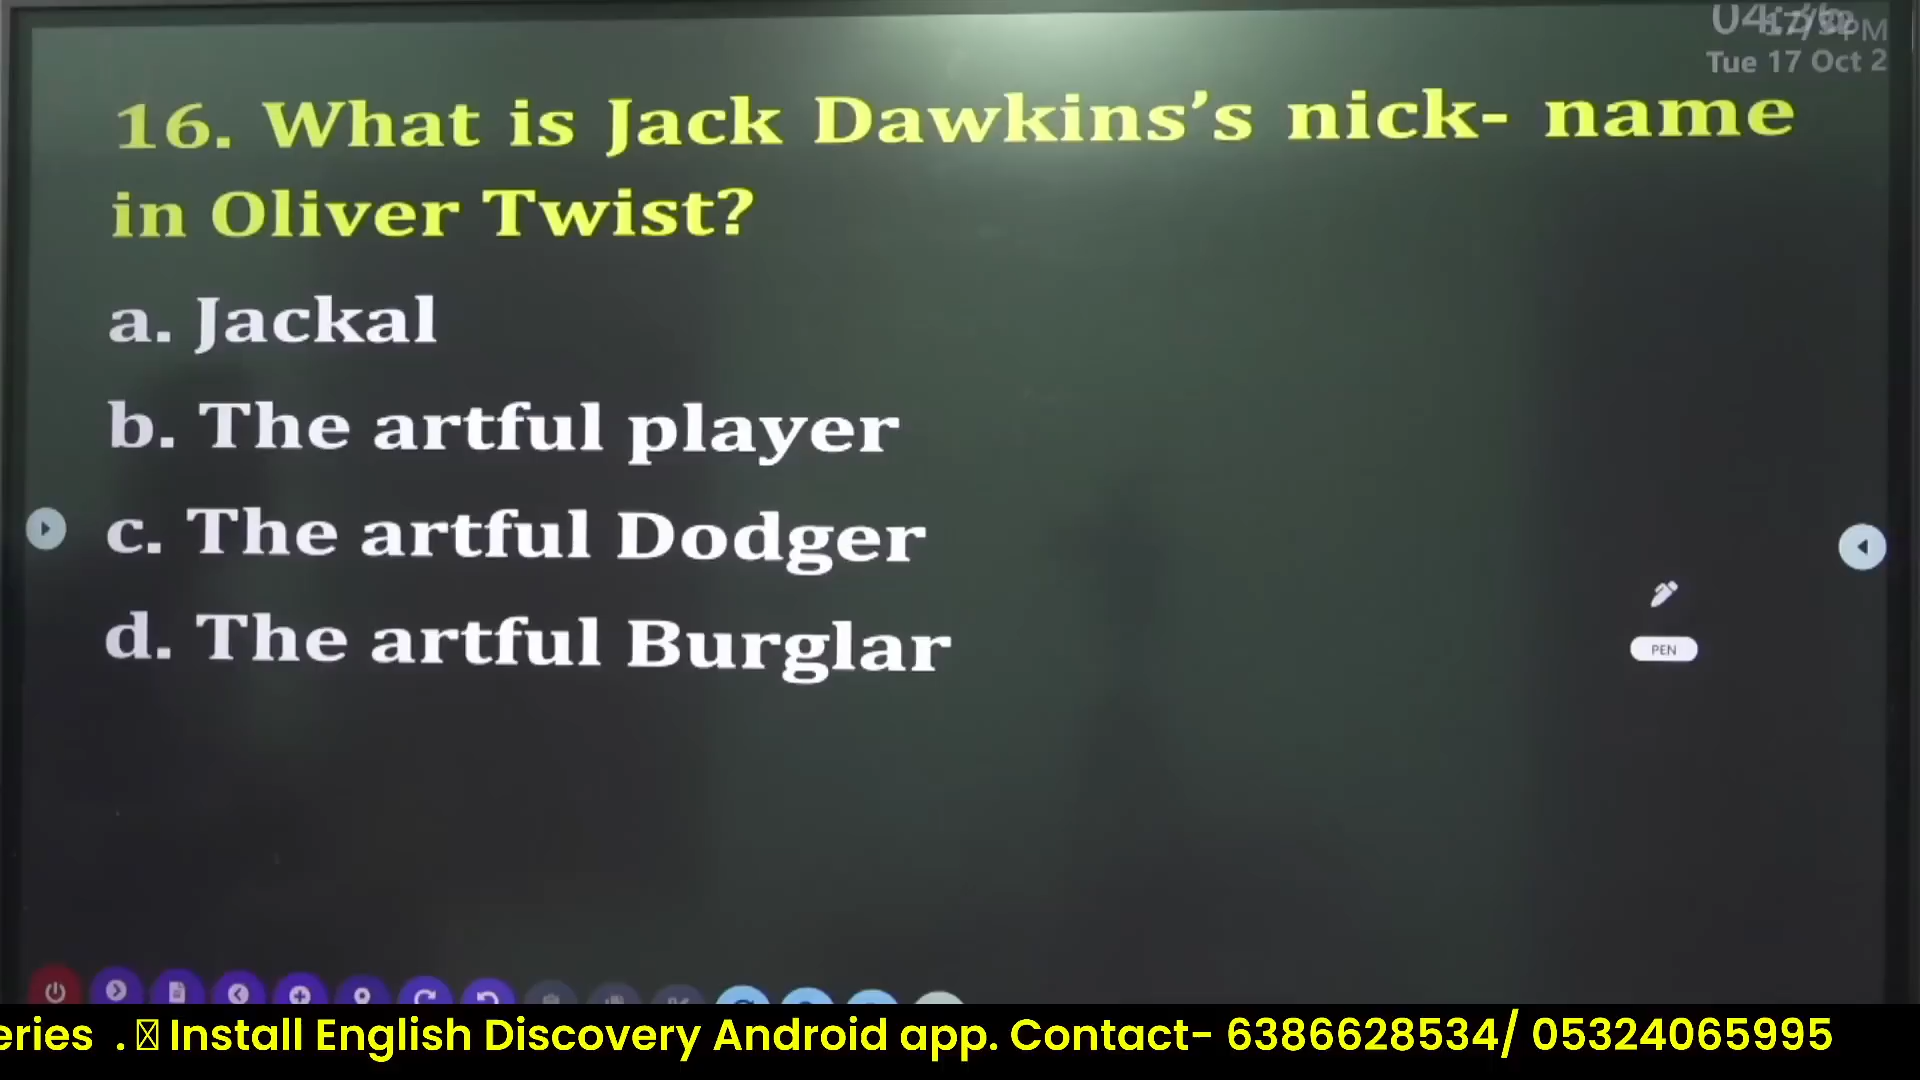 Tue 17 Oct 2
16. What is Jack Dawkins’s nick- name
in Oliver Twist?
a. Jackal
b. The artful player
c. The artful Dodger
d. The artful Burglar
PEN
eries . Install English Discovery Android app. Contact- 6386628534/ 05324065995